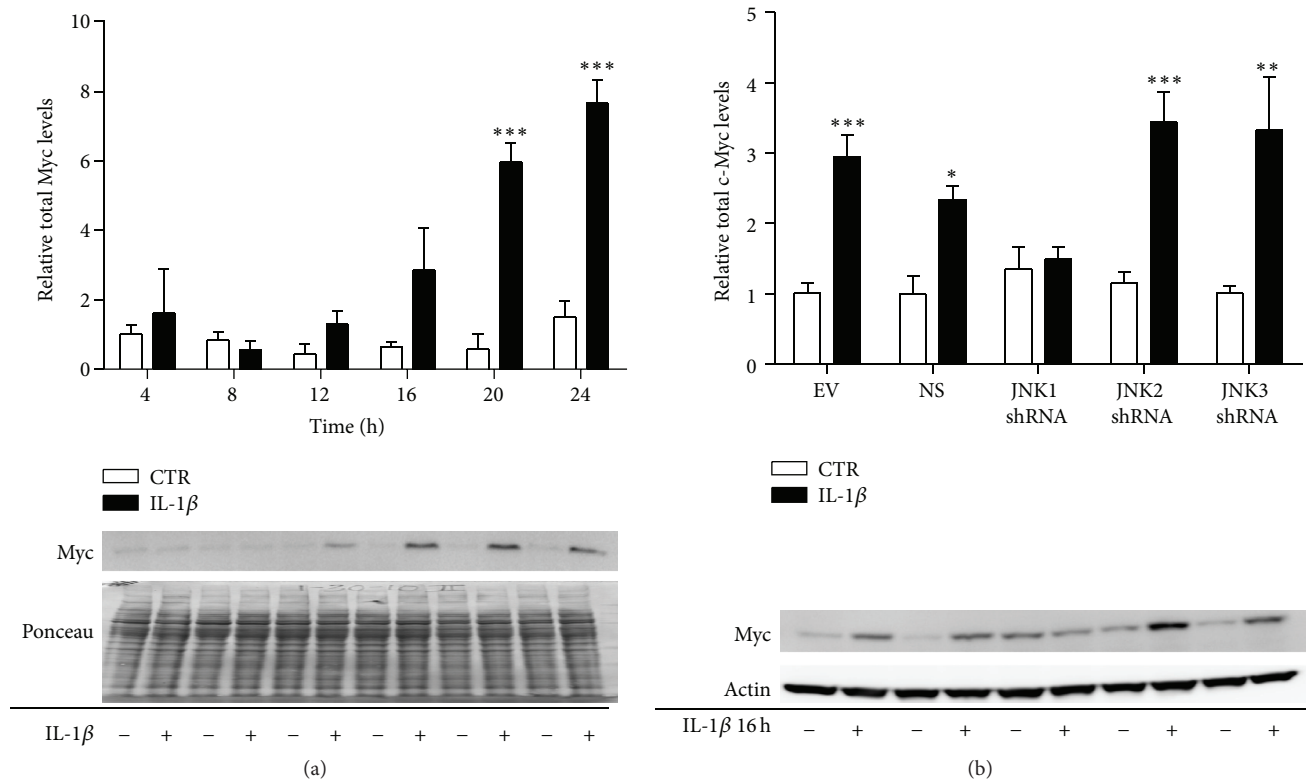 10
8
6
4
2
0
Relative total Myc levels
***
***
4 8 12 16 20 24
Time (h)
CTR
IL-1β
Myc
Ponceau
IL-1β − + − + − + − + − + − +
(a)
5
4
3
2
1
0
Relative total c-Myc levels
***
*
***
**
EV NS JNK1 JNK2 JNK3
shRNA shRNA shRNA
CTR
IL-1β
Myc
Actin
IL-1β 16 h − + − + − + − + − +
(b)